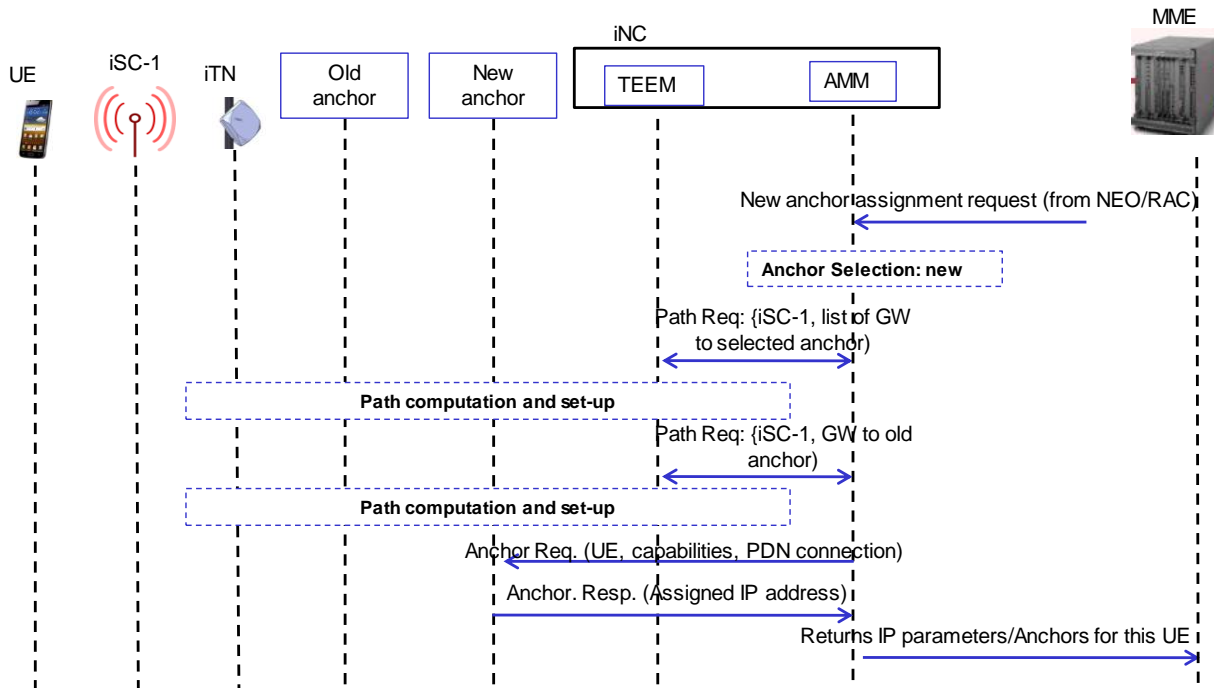 MME
iNC
iSC-1
UE
iTN
Old
anchor
New
anchor
TEEM
AMM
New anchor assignment request (from NEO/RAC)
Anchor Selection: new
Path Req: {iSC-1, list of GW
to selected anchor)
Path computation and set-up
Path Req: {iSC-1, GW to old
anchor)
Path computation and set-up
Anchor Req. (UE, capabilities, PDN connection)
Anchor. Resp. (Assigned IP address)
Returns IP parameters/Anchors for this UE